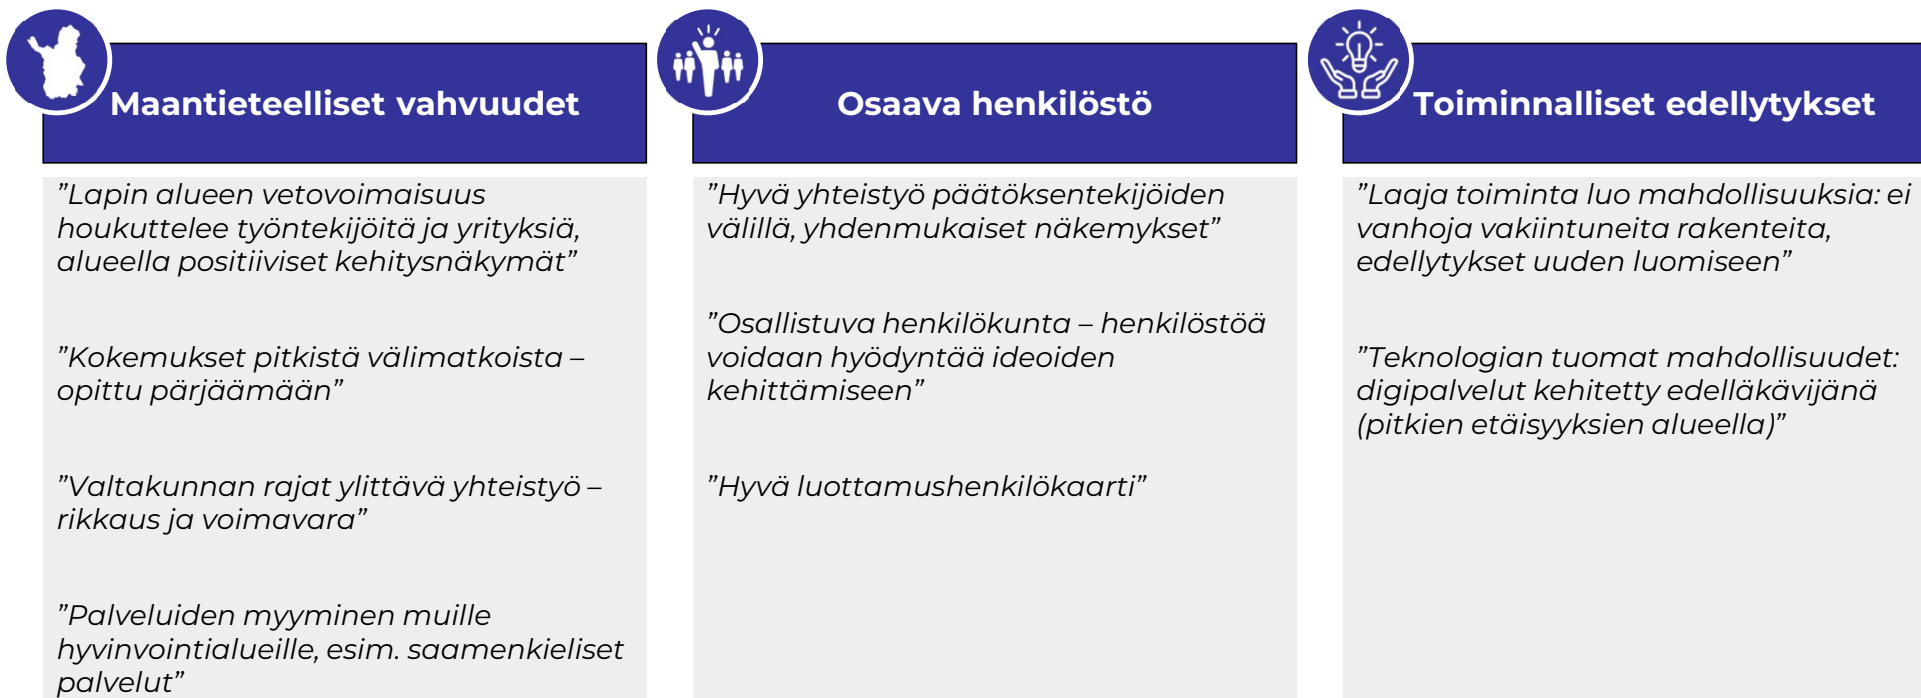 Maantieteelliset vahvuudet
”Lapin alueen vetovoimaisuus
houkuttelee työntekijöitä ja yrityksiä,
alueella positiiviset kehitysnäkymät”
”Kokemukset pitkistä välimatkoista –
opittu pärjäämään”
”Valtakunnan rajat ylittävä yhteistyö –
rikkaus ja voimavara”
”Palveluiden myyminen muille
hyvinvointialueille, esim. saamenkieliset
palvelut”
Osaava henkilöstö
”Hyvä yhteistyö päätöksentekijöiden
välillä, yhdenmukaiset näkemykset”
”Osallistuva henkilökunta – henkilöstöä
voidaan hyödyntää ideoiden
kehittämiseen”
”Hyvä luottamushenkilökaarti”
Toiminnalliset edellytykset
”Laaja toiminta luo mahdollisuuksia: ei
vanhoja vakiintuneita rakenteita,
edellytykset uuden luomiseen”
”Teknologian tuomat mahdollisuudet:
digipalvelut kehitetty edelläkävijänä
(pitkien etäisyyksien alueella)”